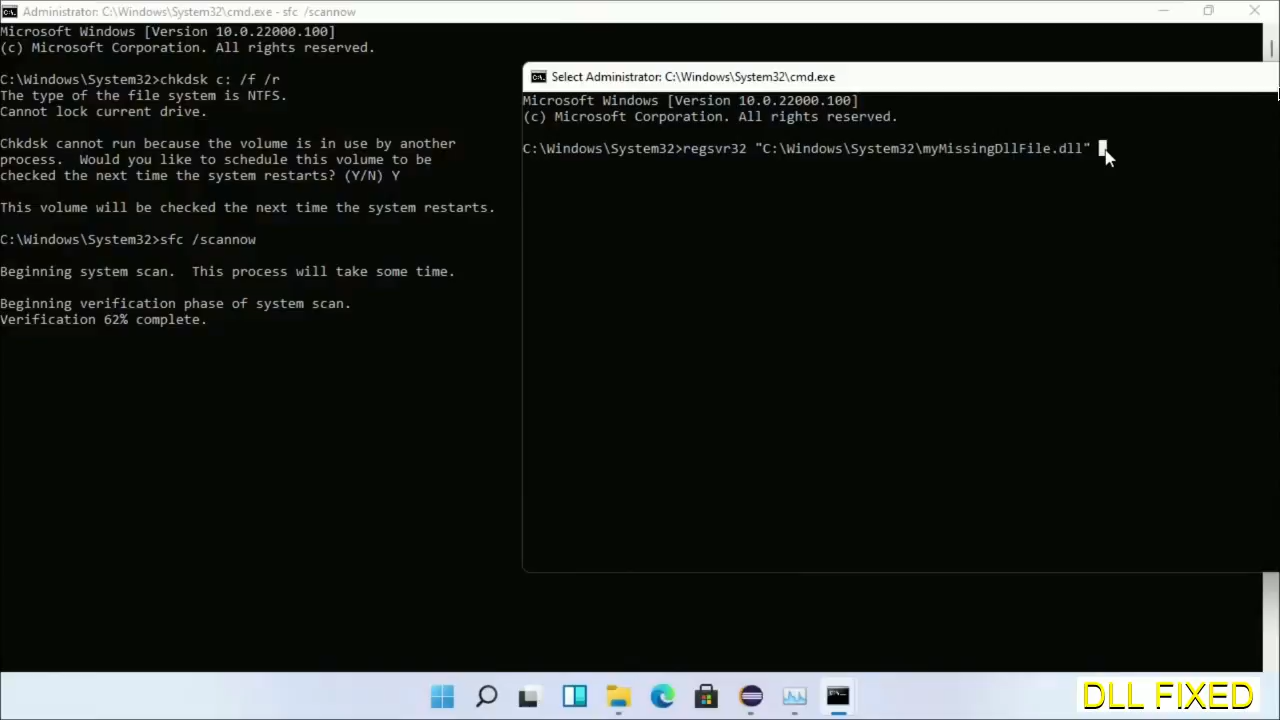 Administrator: C:\Windows\System32\cmd.exe - sfc  /scannow
Microsoft Windows [Version 10.0.22000.100]
(c) Microsoft Corporation. All rights reserved.
C:\Windows\System32>chkdsk c: /f /r
The type of the file system is NTFS.
Cannot lock current drive.
Chkdsk cannot run because the volume is in use by another
process.  Would you like to schedule this volume to be
checked the next time the system restarts? (Y/N) Y
This volume will be checked the next time the system restarts.
C:\Windows\System32>sfc /scannow
Beginning system scan.  This process will take some time.
Beginning verification phase of system scan.
Verification 62% complete.
Select Administrator: C:\Windows\System32\cmd.exe
Microsoft Windows [Version 10.0.22000.100]
(c) Microsoft Corporation. All rights reserved.
C:\Windows\System32>regsvr32 "C:\Windows\System32\myMissingDllFile.dll"
DLL FIXED